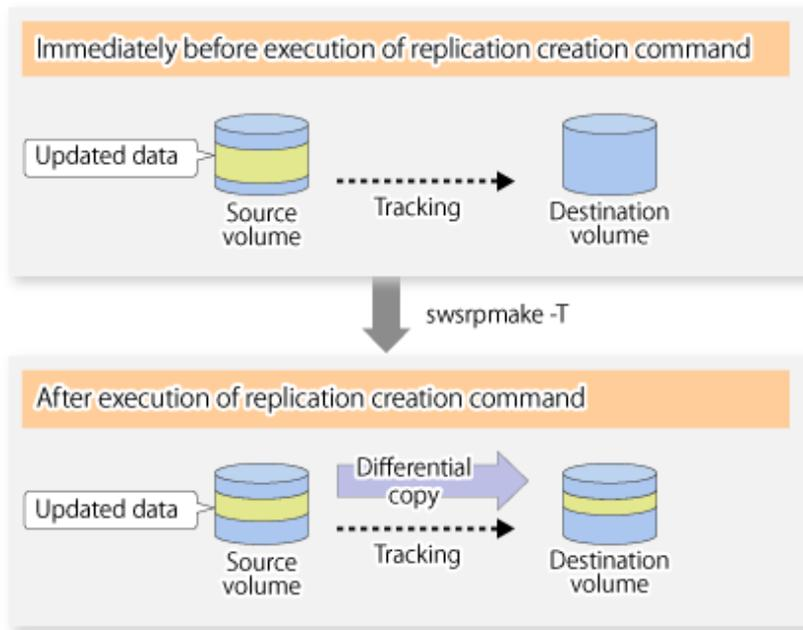 Immediately before execution of replication creation command
Updated data
Tracking
Source
volume
Destination
volume
swsrpmake -T
After execution of replication creation command
Differential
copy
Updated data
Tracking
Source
volume
Destination
volume